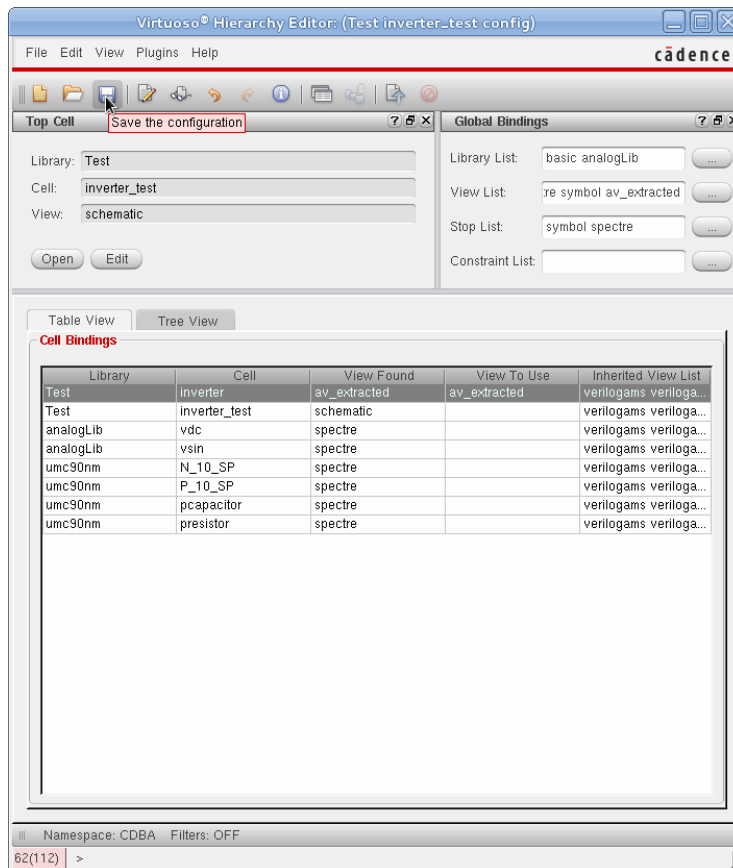 Virtuoso® Hierarchy Editor: (Test inverter_test config)
File Edit View Plugins Help
cādence
Top Cell
Save the configuration
Global Bindings
Library: Test
Cell: inverter_test
View: schematic
Open Edit
Library List: basic analogLib ...
View List: :re symbol av_extracted ...
Stop List: symbol spectre ...
Constraint List: ...
Table View Tree View
Cell Bindings
Library Cell View Found View To Use Inherited View List
Test inverter av_extracted av_extracted verilogams veriloga...
Test inverter_test schematic verilogams veriloga...
analogLib vdc spectre verilogams veriloga...
analogLib vsin spectre verilogams veriloga...
umc90nm N_10_SP spectre verilogams veriloga...
umc90nm P_10_SP spectre verilogams veriloga...
umc90nm pcapacitor spectre verilogams veriloga...
umc90nm presistor spectre verilogams veriloga...
Namespace: CDBA Filters: OFF
62(112) >